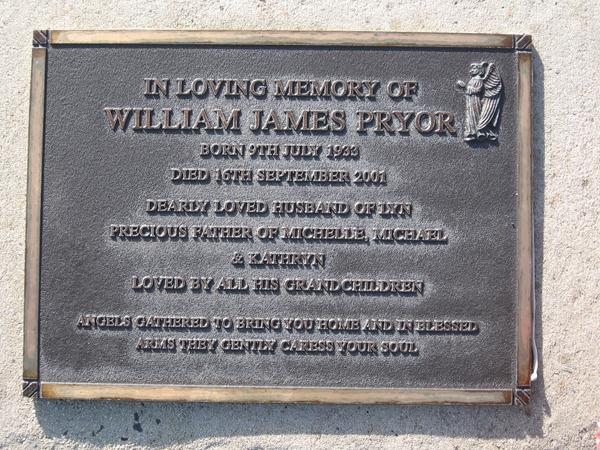 IN LOVING MEMORY OF
WILLIAM JAMES PRYOR
BORN 9TH JULY 1933
DIED 16TH SEPTEMBER 2001
DEARLY LOVED HUSBAND OF LYN
PRECIOUS FATHER OF MICHELLE, MICHAEL
& KATHRYN
LOVED BY ALL HIS GRANDCHILDREN
ANGELS GATHERED TO BRING YOU HOME AND IN BLESSED
ARMS THEY GENTLY CARESS YOUR SOUL